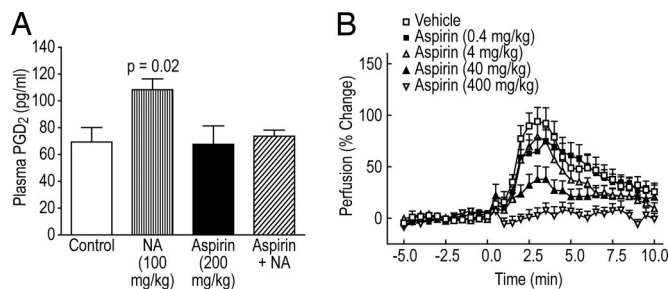 A
Plasma PGD2 (pg/ml)
140
120
100
80
60
40
20
0
p = 0.02
Control
NA
(100
mg/kg)
Aspirin
(200
mg/kg)
Aspirin
+ NA
B
Vehicle
Aspirin (0.4 mg/kg)
Aspirin (4 mg/kg)
Aspirin (40 mg/kg)
Aspirin (400 mg/kg)
Perfusion (% Change)
150
100
50
0
-5.0
-2.5
0.0
2.5
5.0
7.5
10.0
Time (min)